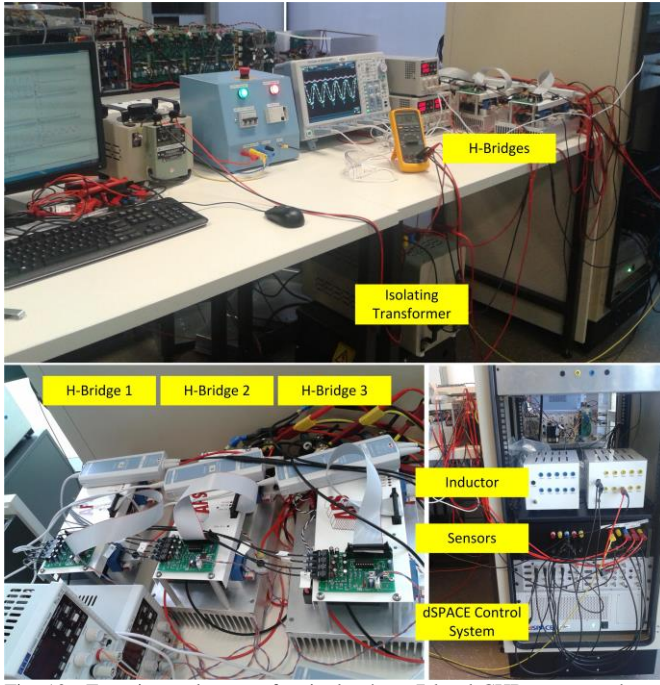 H-Bridges
Isolating
Transformer
H-Bridge 1
H-Bridge 2
H-Bridge 3
Inductor
Sensors
dSPACE Control
System